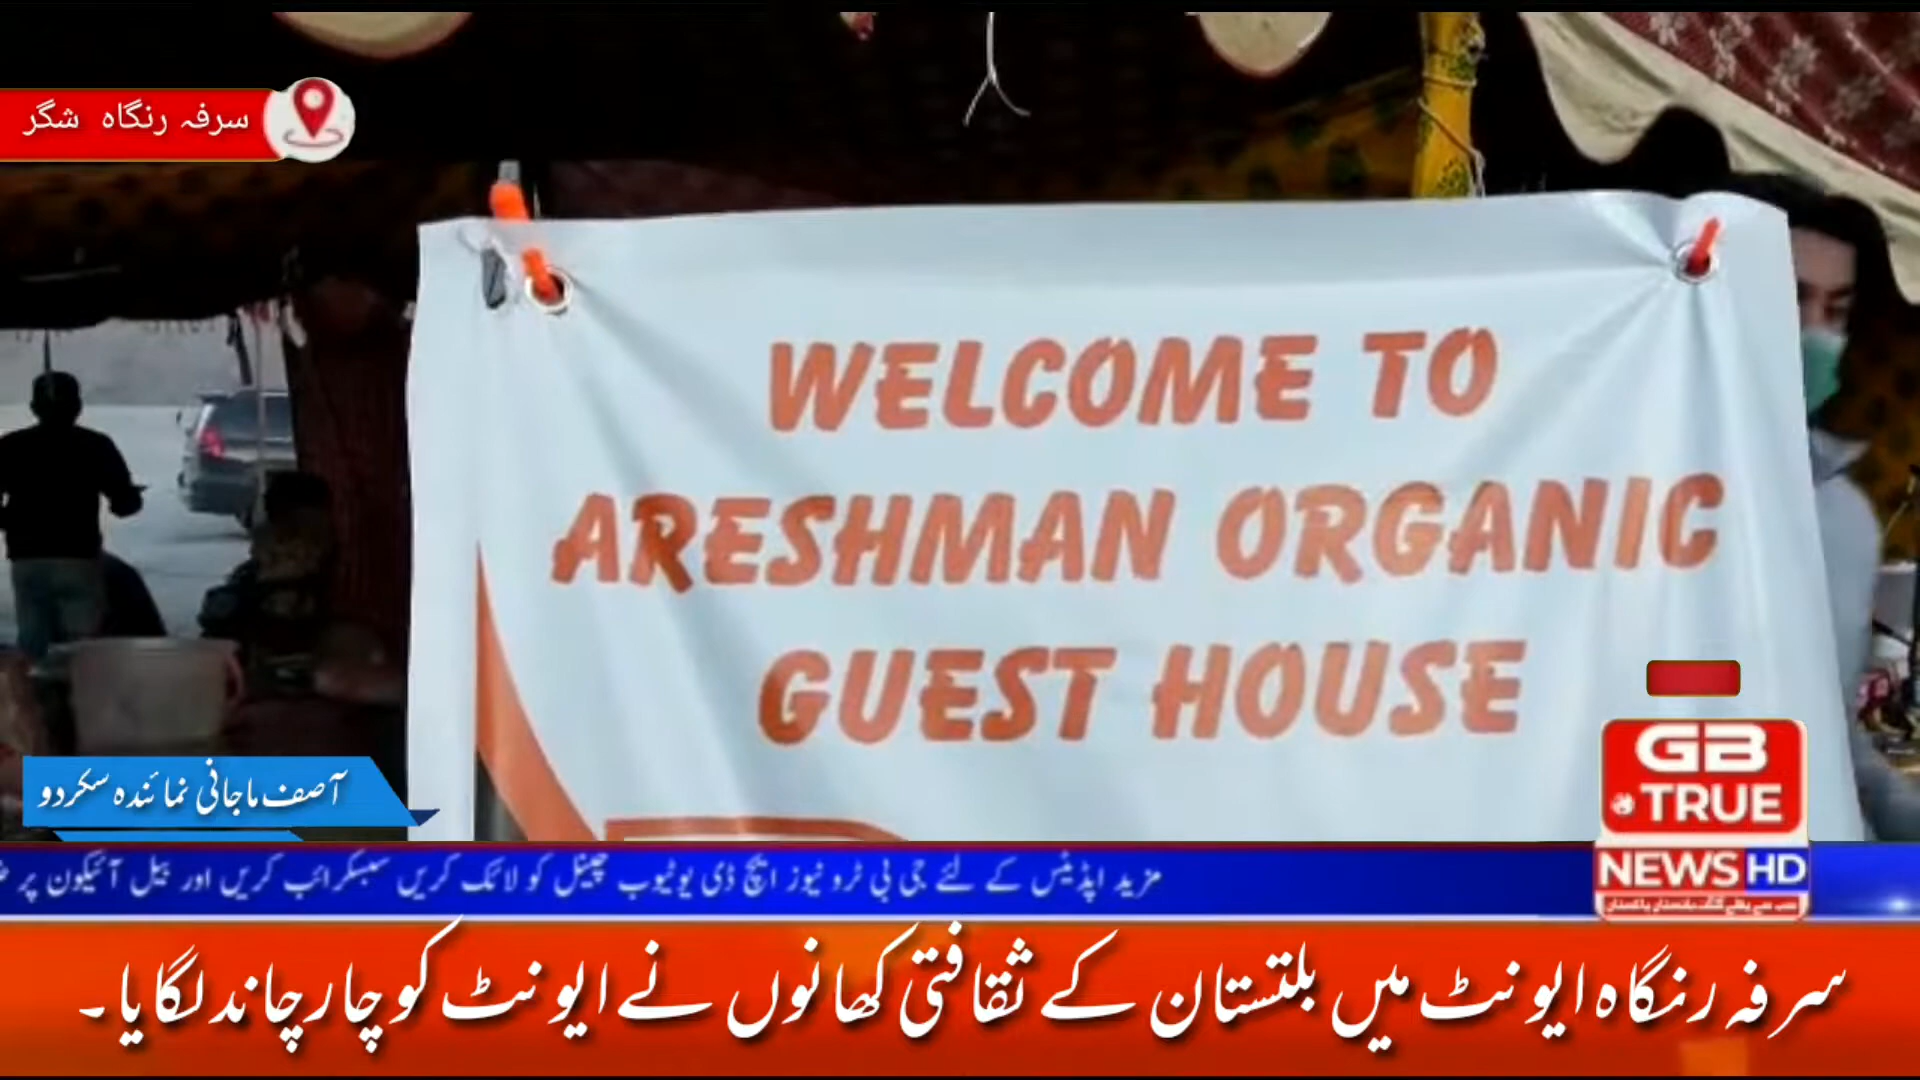 سرفہ رنگاہ شگر
WELCOME TO
ARESHMAN ORGANIC
GUEST HOUSE
آصف ماجانی نمائندہ سکردو
GB
TRUE
NEWS HD
مزید اپڈیٹس کے لئے جی بی ٹرو نیوز ایچ ڈی یوٹیوب چینل کو لائک کریں سبسکرائب کریں اور بیل آئیکون پر
سرفہ رنگاہ ایونٹ میں بلتستان کے ثقافتی کھانوں نے ایونٹ کو چار چاند لگایا۔